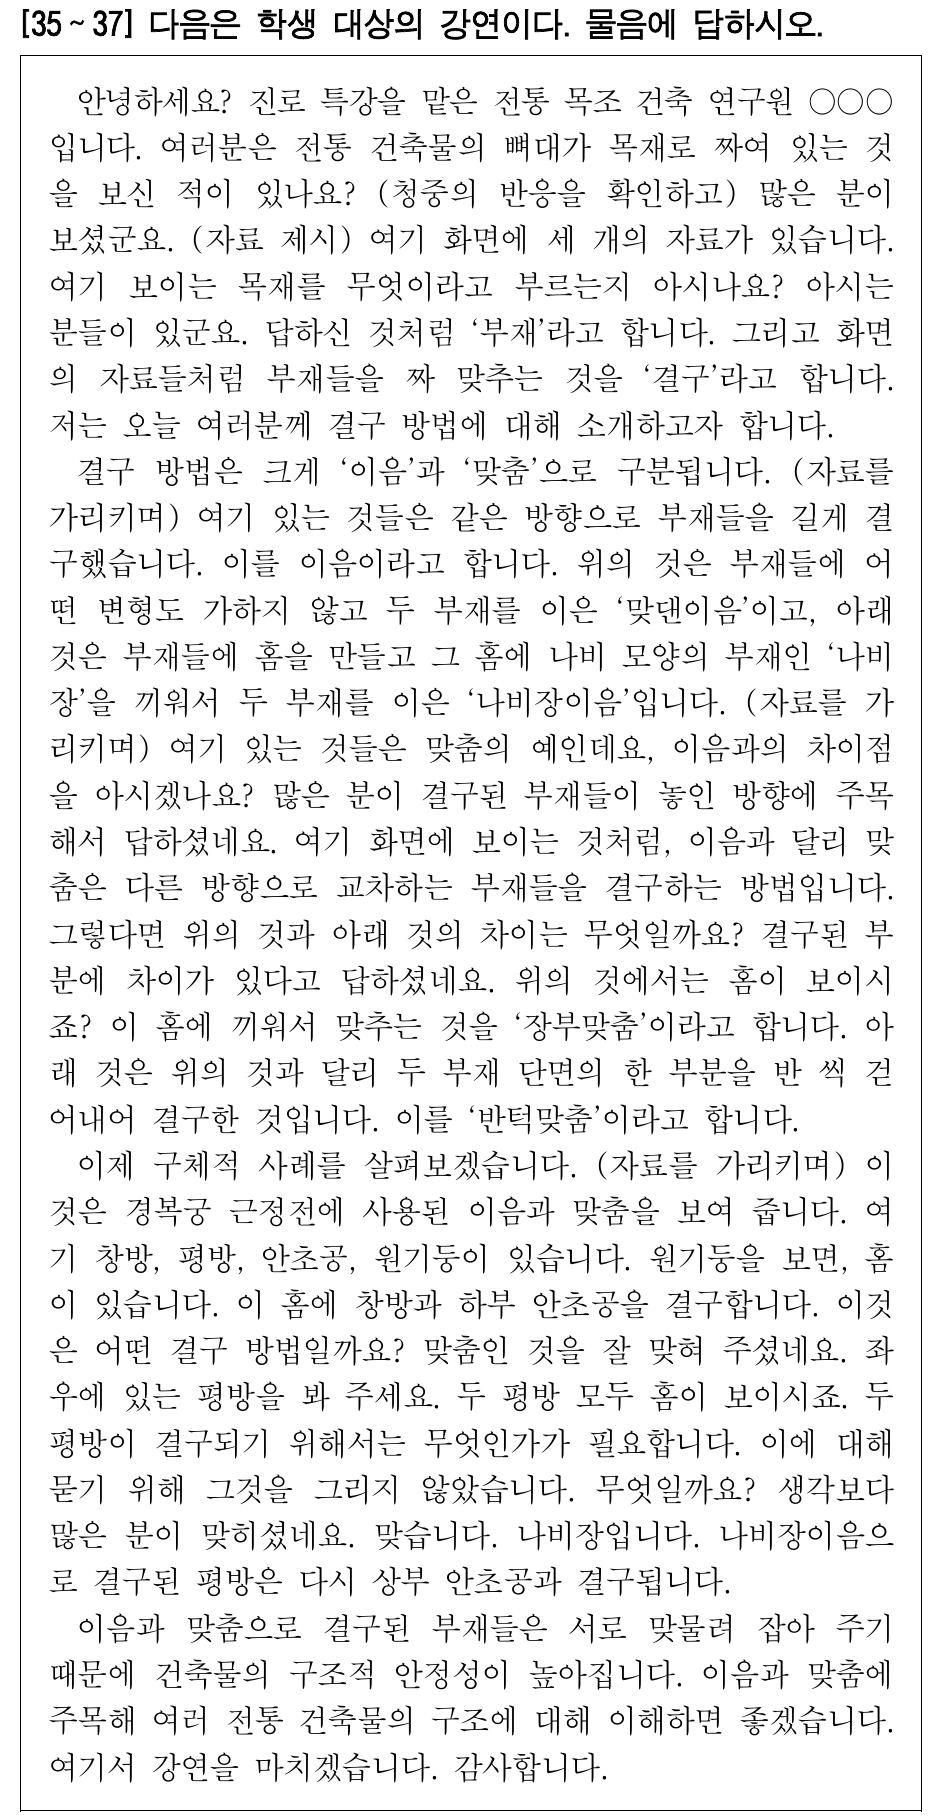 [35~37] 다음은 학생 대상의 강연이다. 물음에 답하시오.
안녕하세요? 진로 특강을 맡은 전통 목조 건축 연구원 ○○○
입니다. 여러분은 전통 건축물의 뼈대가 목재로 짜여 있는 것
을 보신 적이 있나요? (청중의 반응을 확인하고) 많은 분이
보셨군요. (자료 제시) 여기 화면에 세 개의 자료가 있습니다.
여기 보이는 목재를 무엇이라고 부르는지 아시나요? 아시는
분들이 있군요. 답하신 것처럼 ‘부재’라고 합니다. 그리고 화면
의 자료들처럼 부재들을 짜 맞추는 것을 ‘결구’라고 합니다.
저는 오늘 여러분께 결구 방법에 대해 소개하고자 합니다.
결구 방법은 크게 ‘이음’과 ‘맞춤’으로 구분됩니다. (자료를
가리키며) 여기 있는 것들은 같은 방향으로 부재들을 길게 결
구했습니다. 이를 이음이라고 합니다. 위의 것은 부재들에 어
떤 변형도 가하지 않고 두 부재를 이은 ‘맞댄이음’이고, 아래
것은 부재들에 홈을 만들고 그 홈에 나비 모양의 부재인 ‘나비
장’을 끼워서 두 부재를 이은 ‘나비장이음’입니다. (자료를 가
리키며) 여기 있는 것들은 맞춤의 예인데요, 이음과의 차이점
을 아시겠나요? 많은 분이 결구된 부재들이 놓인 방향에 주목
해서 답하셨네요. 여기 화면에 보이는 것처럼, 이음과 달리 맞
춤은 다른 방향으로 교차하는 부재들을 결구하는 방법입니다.
그렇다면 위의 것과 아래 것의 차이는 무엇일까요? 결구된 부
분에 차이가 있다고 답하셨네요. 위의 것에서는 홈이 보이시
죠? 이 홈에 끼워서 맞추는 것을 ‘장부맞춤’이라고 합니다. 아
래 것은 위의 것과 달리 두 부재 단면의 한 부분을 반 씩 걷
어내어 결구한 것입니다. 이를 ‘반턱맞춤’이라고 합니다.
이제 구체적 사례를 살펴보겠습니다. (자료를 가리키며) 이
것은 경복궁 근정전에 사용된 이음과 맞춤을 보여 줍니다. 여
기 창방, 평방, 안초공, 원기둥이 있습니다. 원기둥을 보면, 홈
이 있습니다. 이 홈에 창방과 하부 안초공을 결구합니다. 이것
은 어떤 결구 방법일까요? 맞춤인 것을 잘 맞혀 주셨네요. 좌
우에 있는 평방을 봐 주세요. 두 평방 모두 홈이 보이시죠. 두
평방이 결구되기 위해서는 무엇인가가 필요합니다. 이에 대해
묻기 위해 그것을 그리지 않았습니다. 무엇일까요? 생각보다
많은 분이 맞히셨네요. 맞습니다. 나비장입니다. 나비장이음으
로 결구된 평방은 다시 상부 안초공과 결구됩니다.
이음과 맞춤으로 결구된 부재들은 서로 맞물려 잡아 주기
때문에 건축물의 구조적 안정성이 높아집니다. 이음과 맞춤에
주목해 여러 전통 건축물의 구조에 대해 이해하면 좋겠습니다.
여기서 강연을 마치겠습니다. 감사합니다.